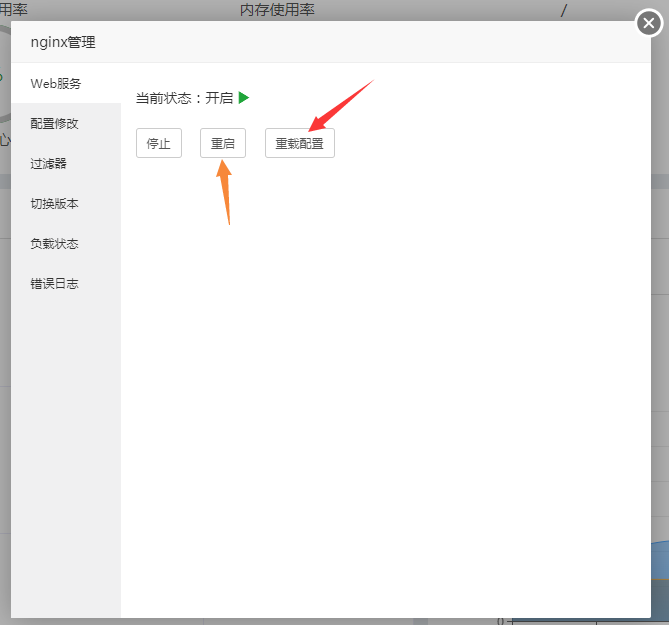 用率 内存使用率 /
nginx管理
Web服务
当前状态：开启
配置修改
停止 重启 重载配置
过滤器
切换版本
负载状态
错误日志
0